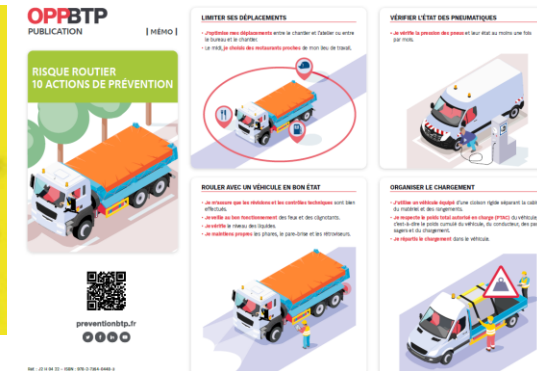 OPPBTP
PUBLICATION | MÉMO |
RISQUE ROUTIER
10 ACTIONS DE PRÉVENTION
preventionbtp.fr
LIMITER SES DÉPLACEMENTS
- J'optimise mes déplacements entre le chantier et l'atelier ou entre
le bureau et le chantier.
- Le midi, je choisis des restaurants proches de mon lieu de travail.
VÉRIFIER L'ÉTAT DES PNEUMATIQUES
- Je vérifie la pression des pneus et leur état au moins une fois
par mois.
ROULER AVEC UN VÉHICULE EN BON ÉTAT
- Je m'assure que les révisions et les contrôles techniques sont bien
effectués.
- Je veille au bon fonctionnement des feux et des clignotants.
- Je vérifie le niveau des liquides.
- Je maintiens propres les phares, le pare-brise et les rétroviseurs.
ORGANISER LE CHARGEMENT
- J'utilise un véhicule équipé d'une cloison rigide séparant la
du matériel et des rangements.
- Je respecte le poids total autorisé en charge (PTAC) du véhicule,
c'est-à-dire le poids cumulé du véhicule, du conducteur, des
sagers et du chargement.
- Je répartis le chargement dans le véhicule.